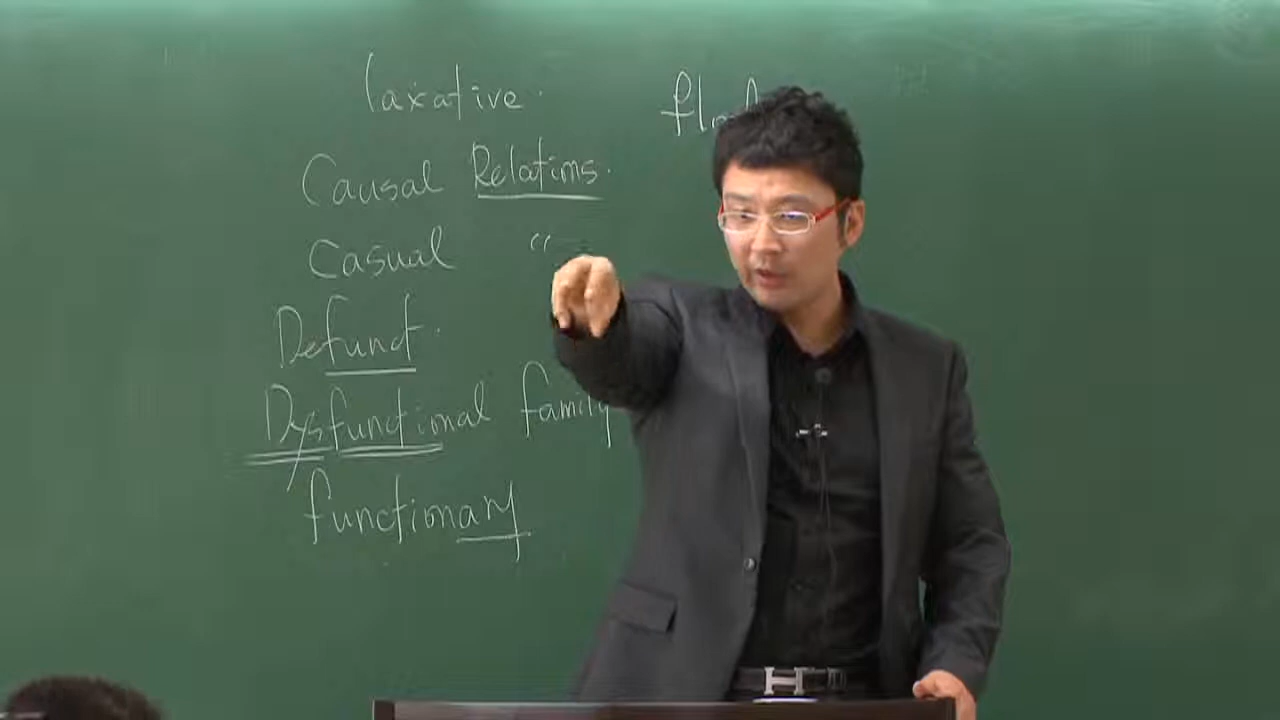 laxative.
Causal Relations.
Casual "
Defunct.
Dysfunctional family
functionary